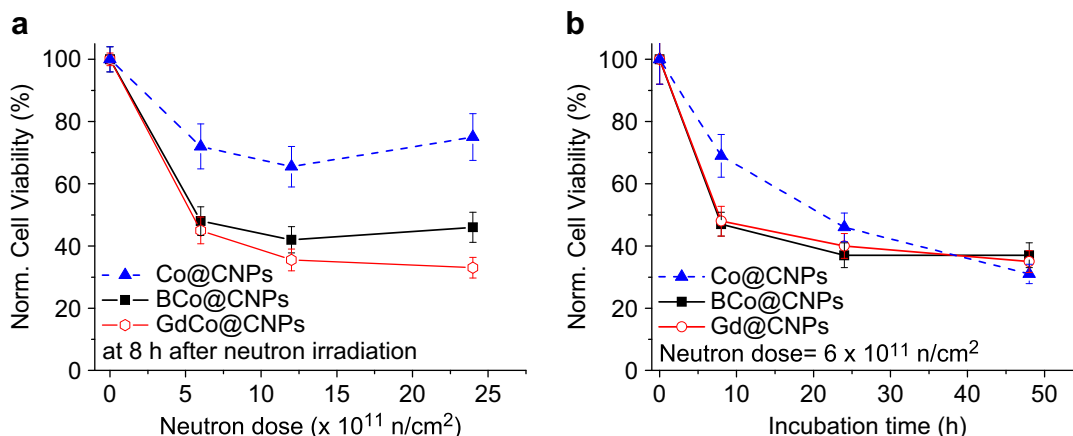 a
Norm. Cell Viability (%)
100
80
60
40
20
0
Co@CNPs
BCo@CNPs
GdCo@CNPs
at 8 h after neutron irradiation
0 5 10 15 20 25
Neutron dose (x 10¹¹ n/cm²)
b
Norm. Cell Viability (%)
100
80
60
40
20
0
Co@CNPs
BCo@CNPs
Gd@CNPs
Neutron dose= 6 x 10¹¹ n/cm²
0 10 20 30 40 50
Incubation time (h)